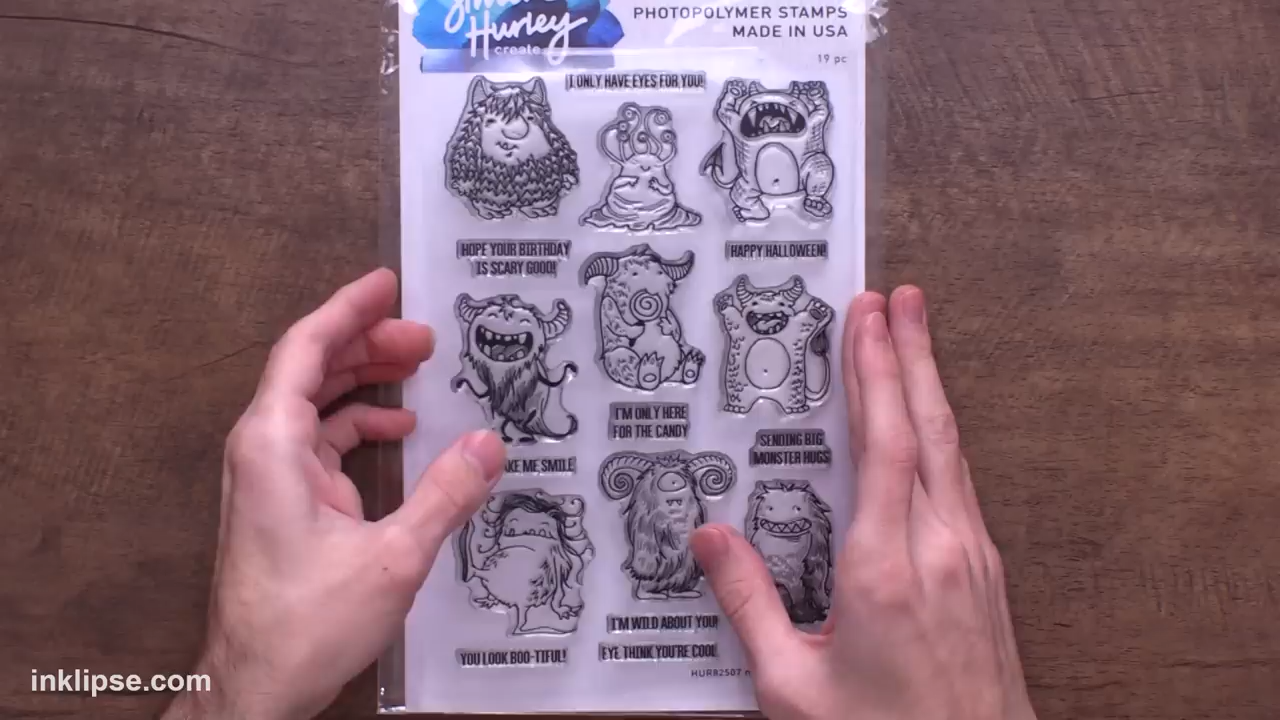 Hurley
create.
PHOTOPOLYMER STAMPS
MADE IN USA
19 pc
I ONLY HAVE EYES FOR YOU!
HOPE YOUR BIRTHDAY
IS SCARY GOOD!
HAPPY HALLOWEEN!
I'M ONLY HERE
FOR THE CANDY
SENDING BIG
MONSTER HUGS
ME SMILE
I'M WILD ABOUT YOU!
YOU LOOK BOO-TIFUL!
EYE THINK YOU'RE COOL
HUR82507
inklipse.com